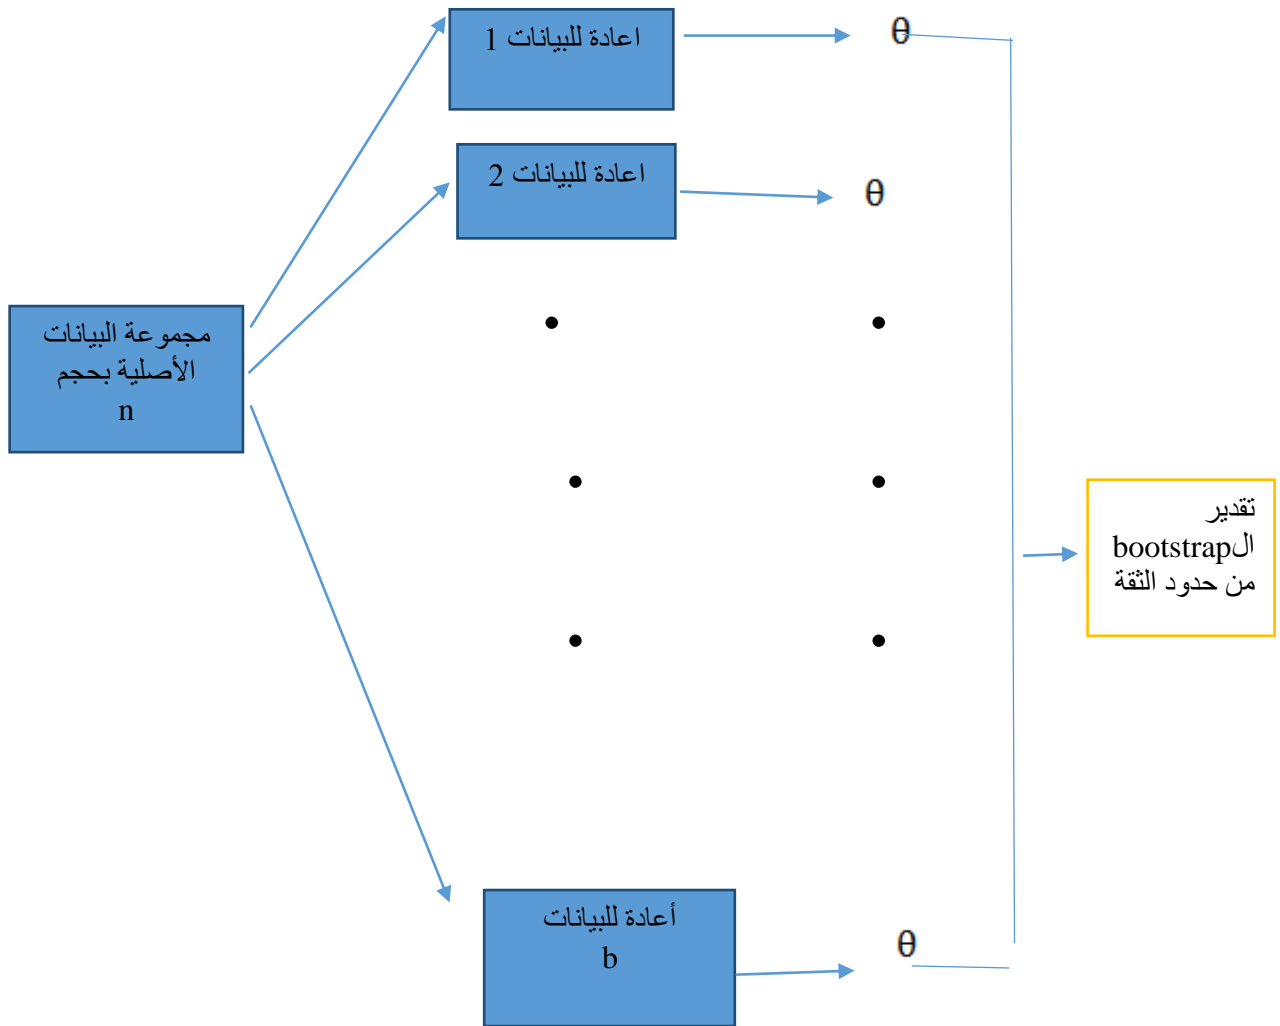 اعادة للبيانات 1
θ
اعادة للبيانات 2
θ
مجموعة البيانات
الأصلية بحجم
n
تقدير
الbootstrap
من حدود الثقة
أعادة للبيانات
b
θ